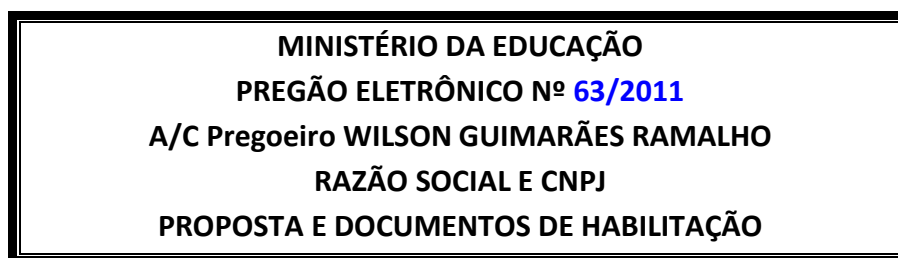 MINISTÉRIO DA EDUCAÇÃO
PREGÃO ELETRÔNICO Nº 63/2011
A/C Pregoeiro WILSON GUIMARÃES RAMALHO
RAZÃO SOCIAL E CNPJ
PROPOSTA E DOCUMENTOS DE HABILITAÇÃO